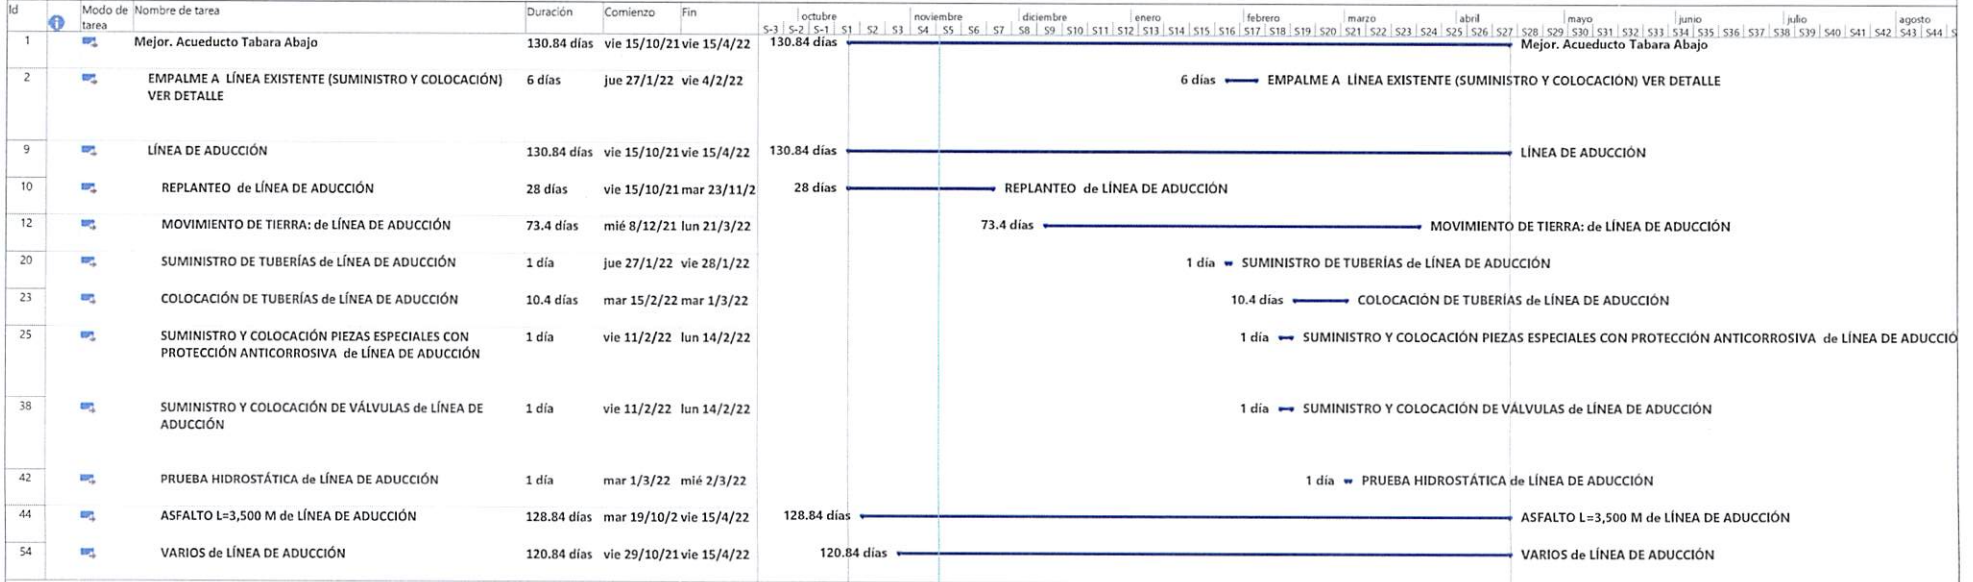 Id Modo de tarea Nombre de tarea Duración Comienzo Fin
octubre noviembre diciembre enero febrero marzo abril mayo junio julio agosto
S-3 S-2 S-1 S1 S2 S3 S4 S5 S6 S7 S8 S9 S10 S11 S12 S13 S14 S15 S16 S17 S18 S19 S20 S21 S22 S23 S24 S25 S26 S27 S28 S29 S30 S31 S32 S33 S34 S35 S36 S37 S38 S39 S40 S41 S42 S43 S44 S
1 Mejor. Acueducto Tabara Abajo 130.84 días vie 15/10/21 vie 15/4/22 130.84 días Mejor. Acueducto Tabara Abajo
2 EMPALME A LÍNEA EXISTENTE (SUMINISTRO Y COLOCACIÓN) 6 días jue 27/1/22 vie 4/2/22 6 días EMPALME A LÍNEA EXISTENTE (SUMINISTRO Y COLOCACIÓN) VER DETALLE
VER DETALLE
9 LÍNEA DE ADUCCIÓN 130.84 días vie 15/10/21 vie 15/4/22 130.84 días LÍNEA DE ADUCCIÓN
10 REPLANTEO de LÍNEA DE ADUCCIÓN 28 días vie 15/10/21 mar 23/11/2 28 días REPLANTEO de LÍNEA DE ADUCCIÓN
12 MOVIMIENTO DE TIERRA: de LÍNEA DE ADUCCIÓN 73.4 días mié 8/12/21 lun 21/3/22 73.4 días MOVIMIENTO DE TIERRA: de LÍNEA DE ADUCCIÓN
20 SUMINISTRO DE TUBERÍAS de LÍNEA DE ADUCCIÓN 1 día jue 27/1/22 vie 28/1/22 1 día SUMINISTRO DE TUBERÍAS de LÍNEA DE ADUCCIÓN
23 COLOCACIÓN DE TUBERÍAS de LÍNEA DE ADUCCIÓN 10.4 días mar 15/2/22 mar 1/3/22 10.4 días COLOCACIÓN DE TUBERÍAS de LÍNEA DE ADUCCIÓN
25 SUMINISTRO Y COLOCACIÓN PIEZAS ESPECIALES CON 1 día vie 11/2/22 lun 14/2/22 1 día SUMINISTRO Y COLOCACIÓN PIEZAS ESPECIALES CON PROTECCIÓN ANTICORROSIVA de LÍNEA DE ADUCCIÓ
PROTECCIÓN ANTICORROSIVA de LÍNEA DE ADUCCIÓN
38 SUMINISTRO Y COLOCACIÓN DE VÁLVULAS de LÍNEA DE 1 día vie 11/2/22 lun 14/2/22 1 día SUMINISTRO Y COLOCACIÓN DE VÁLVULAS de LÍNEA DE ADUCCIÓN
ADUCCIÓN
42 PRUEBA HIDROSTÁTICA de LÍNEA DE ADUCCIÓN 1 día mar 1/3/22 mié 2/3/22 1 día PRUEBA HIDROSTÁTICA de LÍNEA DE ADUCCIÓN
44 ASFALTO L=3,500 M de LÍNEA DE ADUCCIÓN 128.84 días mar 19/10/2 vie 15/4/22 128.84 días ASFALTO L=3,500 M de LÍNEA DE ADUCCIÓN
54 VARIOS de LÍNEA DE ADUCCIÓN 120.84 días vie 29/10/21 vie 15/4/22 120.84 días VARIOS de LÍNEA DE ADUCCIÓN